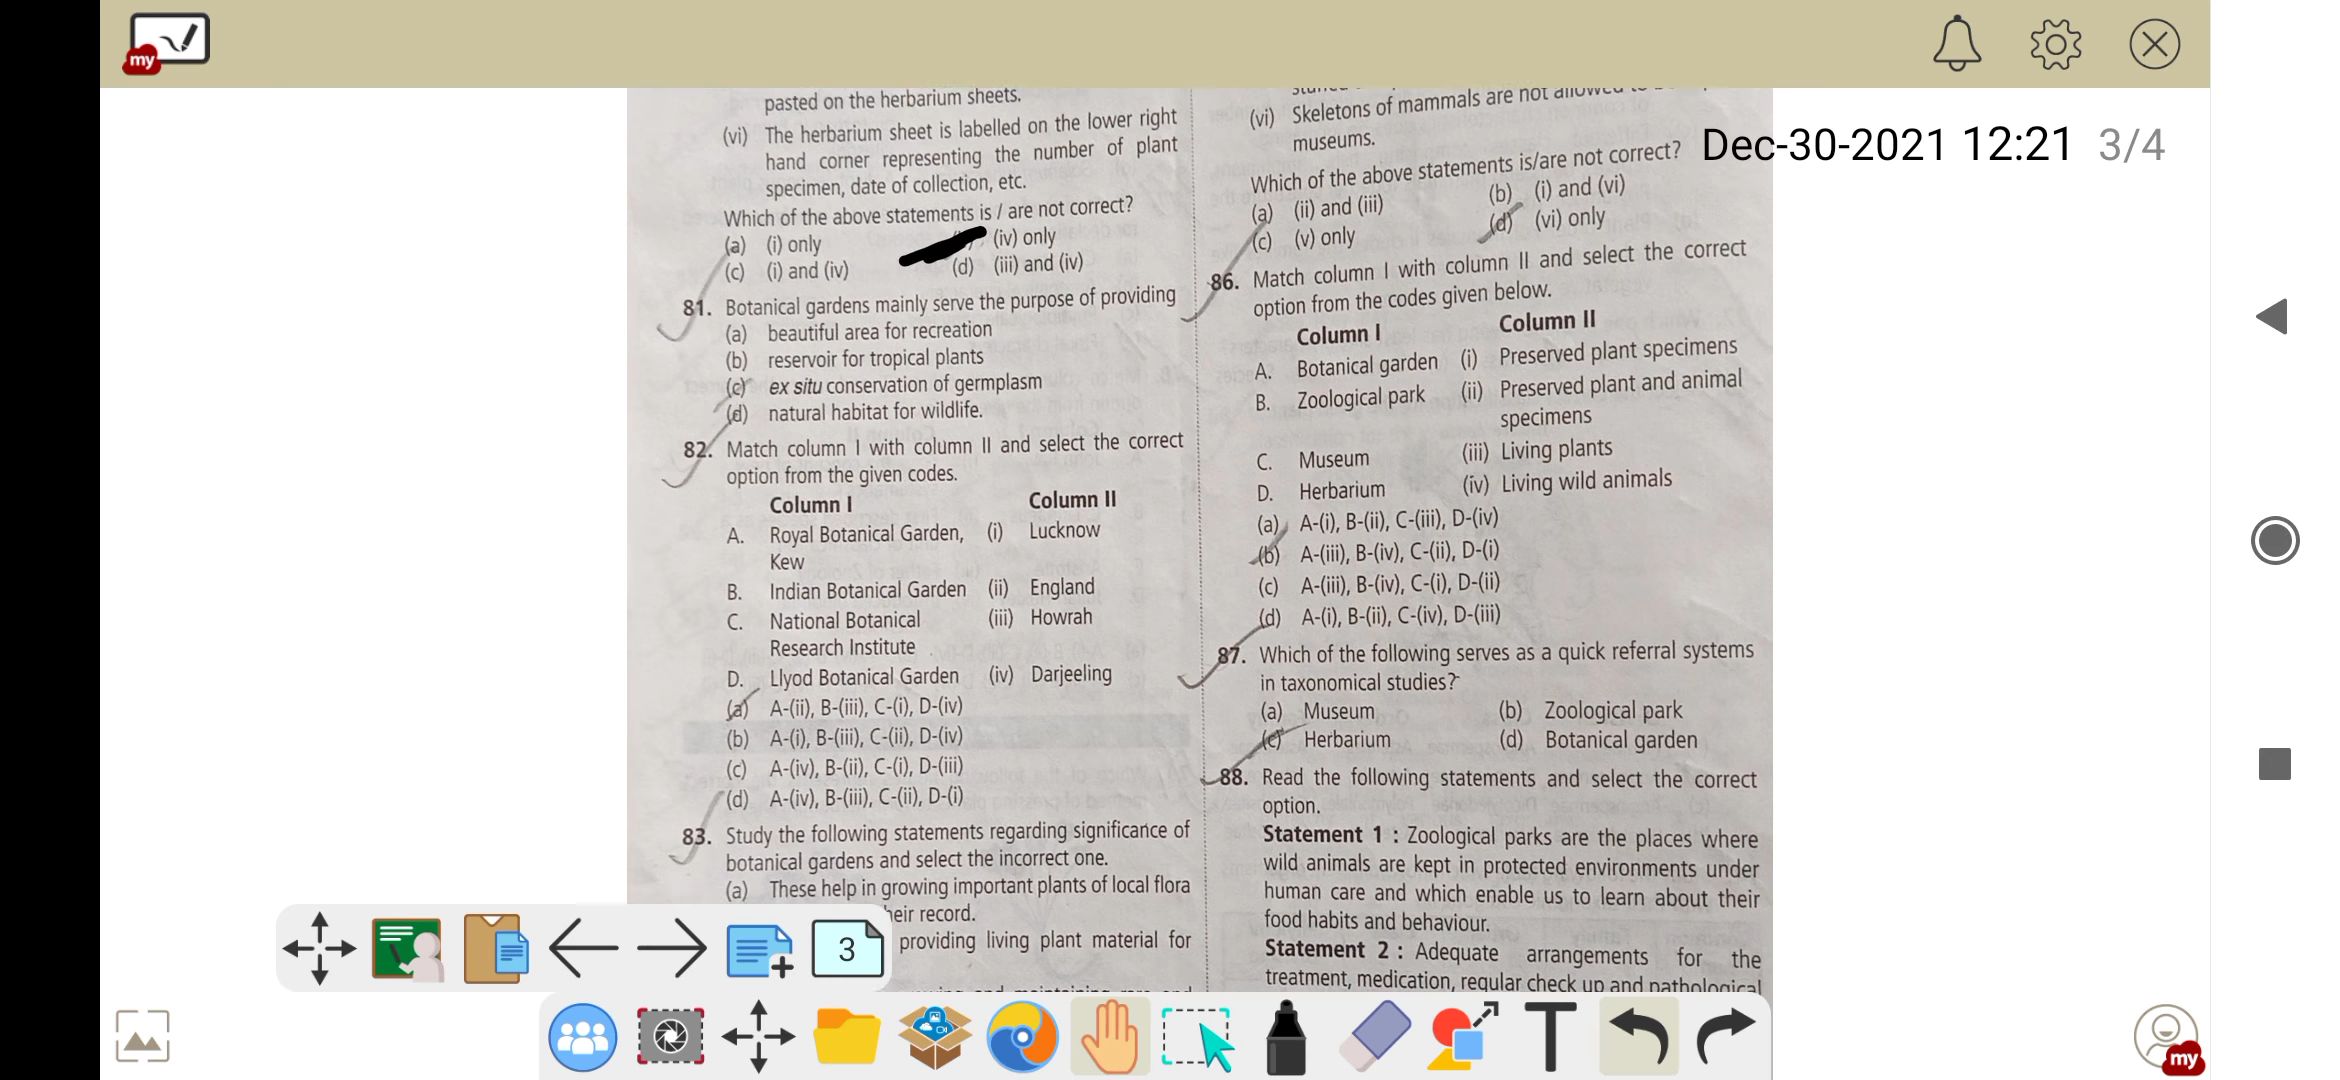 my
Dec-30-2021 12:21 3/4
pasted on the herbarium sheets.
(vi) The herbarium sheet is labelled on the lower right
hand corner representing the number of plant
specimen, date of collection, etc.
Which of the above statements is / are not correct?
(a) (i) only
(iv) only
(c) (i) and (iv)
(d) (iii) and (iv)
81. Botanical gardens mainly serve the purpose of providing
(a) beautiful area for recreation
(b) reservoir for tropical plants
(c) ex situ conservation of germplasm
(d) natural habitat for wildlife.
82. Match column I with column II and select the correct
option from the given codes.
Column I Column II
A. Royal Botanical Garden, (i) Lucknow
Kew
B. Indian Botanical Garden (ii) England
C. National Botanical (iii) Howrah
Research Institute
D. Llyod Botanical Garden (iv) Darjeeling
(a) A-(ii), B-(iii), C-(i), D-(iv)
(b) A-(i), B-(iii), C-(ii), D-(iv)
(c) A-(iv), B-(ii), C-(i), D-(iii)
(d) A-(iv), B-(iii), C-(ii), D-(i)
83. Study the following statements regarding significance of
botanical gardens and select the incorrect one.
(a) These help in growing important plants of local flora
heir record.
providing living plant material for
(vi) Skeletons of mammals are not allowed
museums.
Which of the above statements is/are not correct?
(a) (ii) and (iii) (b) (i) and (vi)
(c) (v) only (d) (vi) only
86. Match column I with column II and select the correct
option from the codes given below.
Column I Column II
A. Botanical garden (i) Preserved plant specimens
B. Zoological park (ii) Preserved plant and animal
specimens
C. Museum (iii) Living plants
D. Herbarium (iv) Living wild animals
(a) A-(i), B-(ii), C-(iii), D-(iv)
(b) A-(iii), B-(iv), C-(ii), D-(i)
(c) A-(iii), B-(iv), C-(i), D-(ii)
(d) A-(i), B-(ii), C-(iv), D-(iii)
87. Which of the following serves as a quick referral systems
in taxonomical studies?
(a) Museum (b) Zoological park
(c) Herbarium (d) Botanical garden
88. Read the following statements and select the correct
option.
Statement 1 : Zoological parks are the places where
wild animals are kept in protected environments under
human care and which enable us to learn about their
food habits and behaviour.
Statement 2 : Adequate arrangements for the
treatment, medication, regular check up and pathological
3
T
my